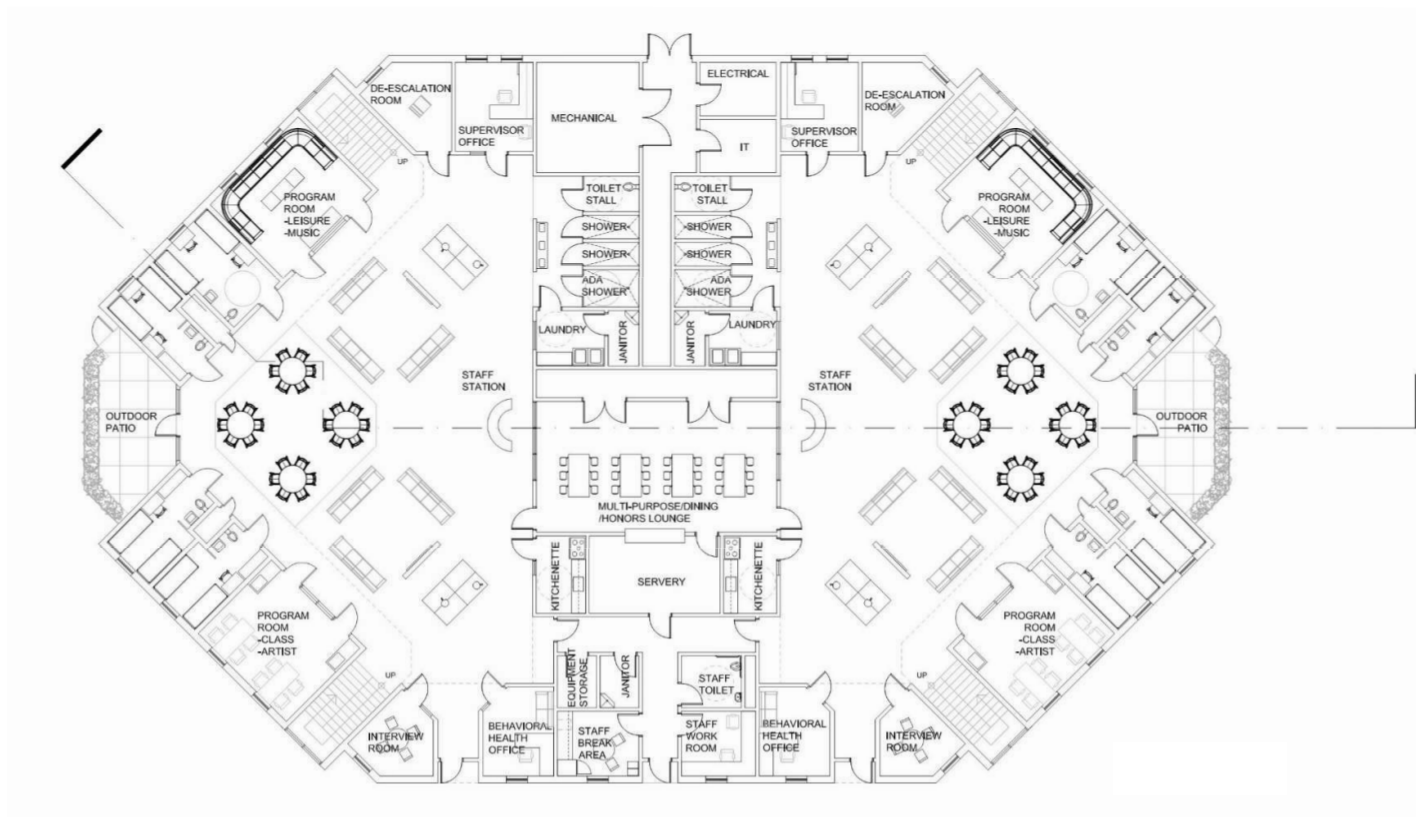 ELECTRICAL
DE-ESCALATION
ROOM
DE-ESCALATION
ROOM
MECHANICAL
SUPERVISOR
OFFICE
SUPERVISOR
OFFICE
IT
UP
UP
TOILET
STALL
TOILET
STALL
PROGRAM
ROOM
-LEISURE
-MUSIC
PROGRAM
ROOM
-LEISURE
-MUSIC
SHOWER
SHOWER
SHOWER
SHOWER
ADA
SHOWER
ADA
SHOWER
LAUNDRY
JANITOR
JANITOR
LAUNDRY
STAFF
STATION
STAFF
STATION
OUTDOOR
PATIO
OUTDOOR
PATIO
MULTI-PURPOSE/DINING
/HONORS LOUNGE
KITCHENETTE
SERVERY
KITCHENETTE
PROGRAM
ROOM
-CLASS
-ARTIST
PROGRAM
ROOM
-CLASS
-ARTIST
UP
UP
EQUIPMENT
STORAGE
JANITOR
STAFF
TOILET
INTERVIEW
ROOM
BEHAVIORAL
HEALTH
OFFICE
STAFF
BREAK
AREA
STAFF
WORK
ROOM
BEHAVIORAL
HEALTH
OFFICE
INTERVIEW
ROOM